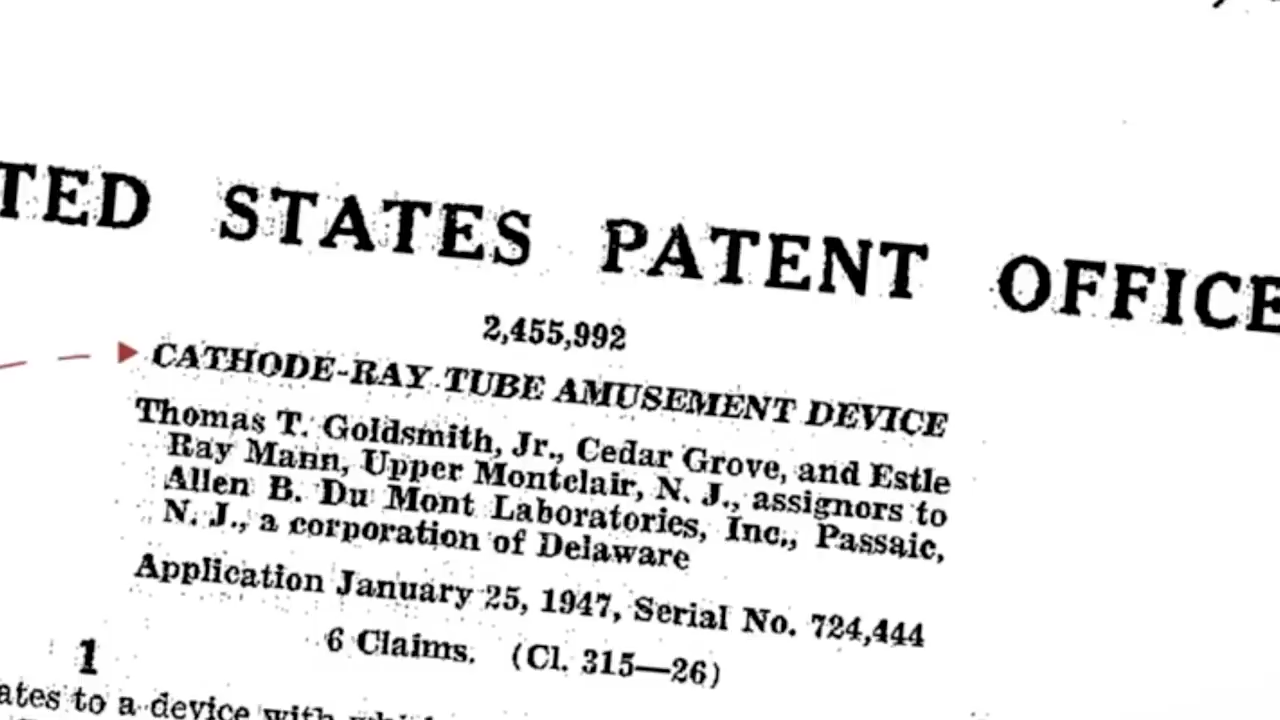 TED STATES PATENT OFFICE
2,455,992
CATHODE-RAY TUBE AMUSEMENT DEVICE
Thomas T. Goldsmith, Jr., Cedar Grove, and Estle
Ray Mann, Upper Montclair, N. J., assignors to
Allen B. Du Mont Laboratories, Inc., Passaic,
N. J., a corporation of Delaware
Application January 25, 1947, Serial No. 724,444
6 Claims. (Cl. 315—26)
1
ates to a device with